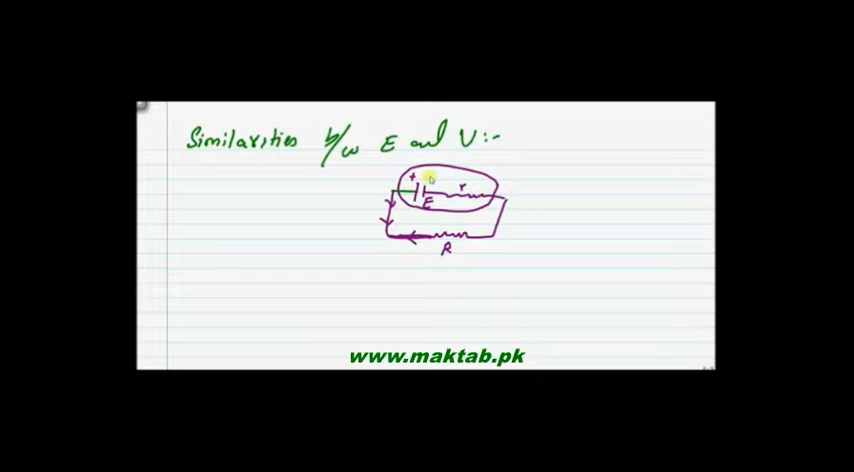 Similarities b/w E and V :-
+ r
E
R
www.maktab.pk